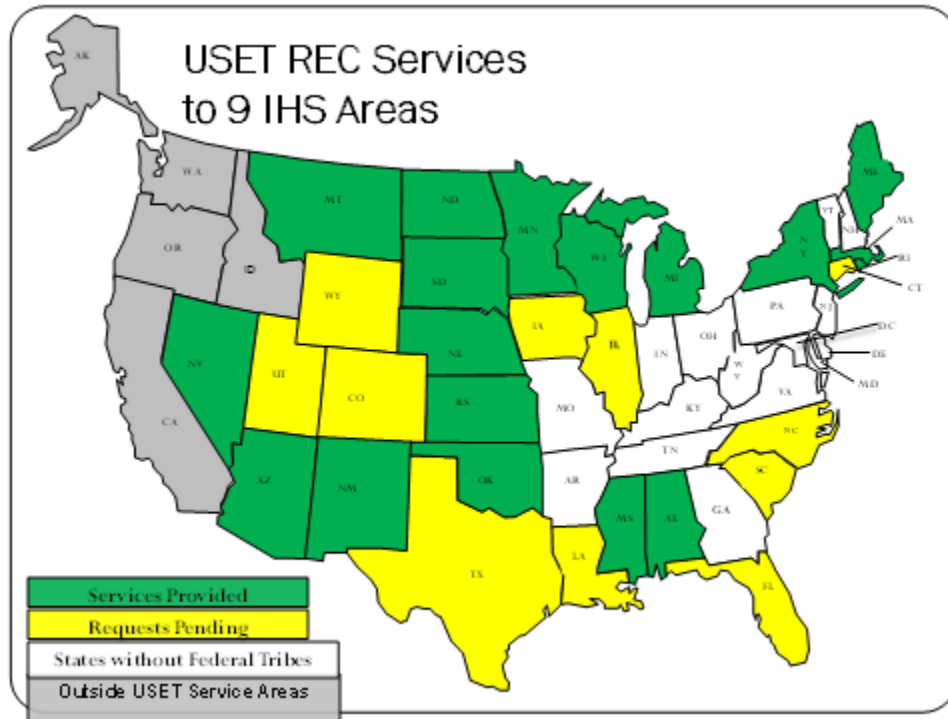 USET REC Services
to 9 IHS Areas
AK
WA
OR
ID
CA
MT
ND
MN
SD
WY
NV
UT
CO
NE
KS
IA
WI
MI
IL
IN
OH
PA
NY
VT
NH
ME
MA
RI
CT
NJ
DC
DE
MD
WV
VA
KY
MO
TN
NC
SC
AZ
NM
OK
AR
MS
AL
GA
LA
TX
FL
Services Provided
Requests Pending
States without Federal Tribes
Outside USET Service Areas